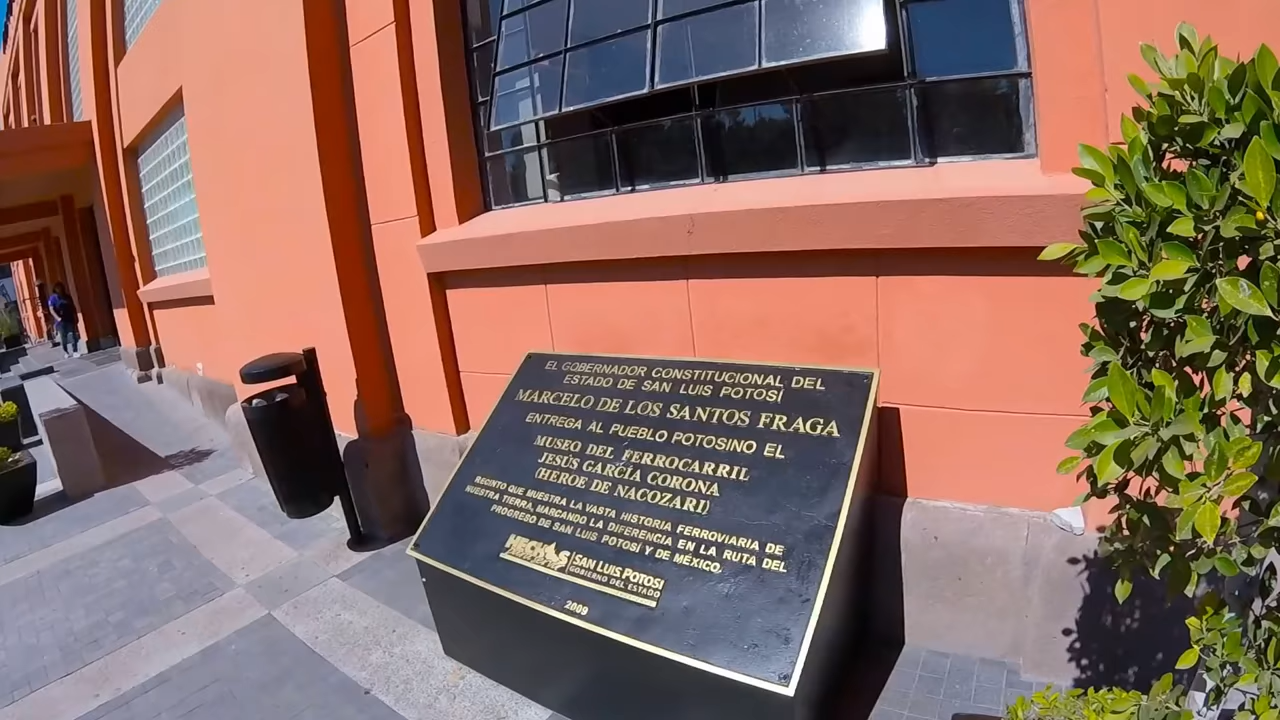 EL GOBERNADOR CONSTITUCIONAL DEL
ESTADO DE SAN LUIS POTOSÍ
MARCELO DE LOS SANTOS FRAGA
ENTREGA AL PUEBLO POTOSINO EL
MUSEO DEL FERROCARRIL
JESÚS GARCÍA CORONA
(HEROE DE NACOZARI)
RECINTO QUE MUESTRA LA VASTA HISTORIA FERROVIARIA DE
NUESTRA TIERRA, MARCANDO LA DIFERENCIA EN LA RUTA DEL
PROGRESO DE SAN LUIS POTOSÍ Y DE MÉXICO.
HECHOS
SAN LUIS POTOSÍ
GOBIERNO DEL ESTADO
2009